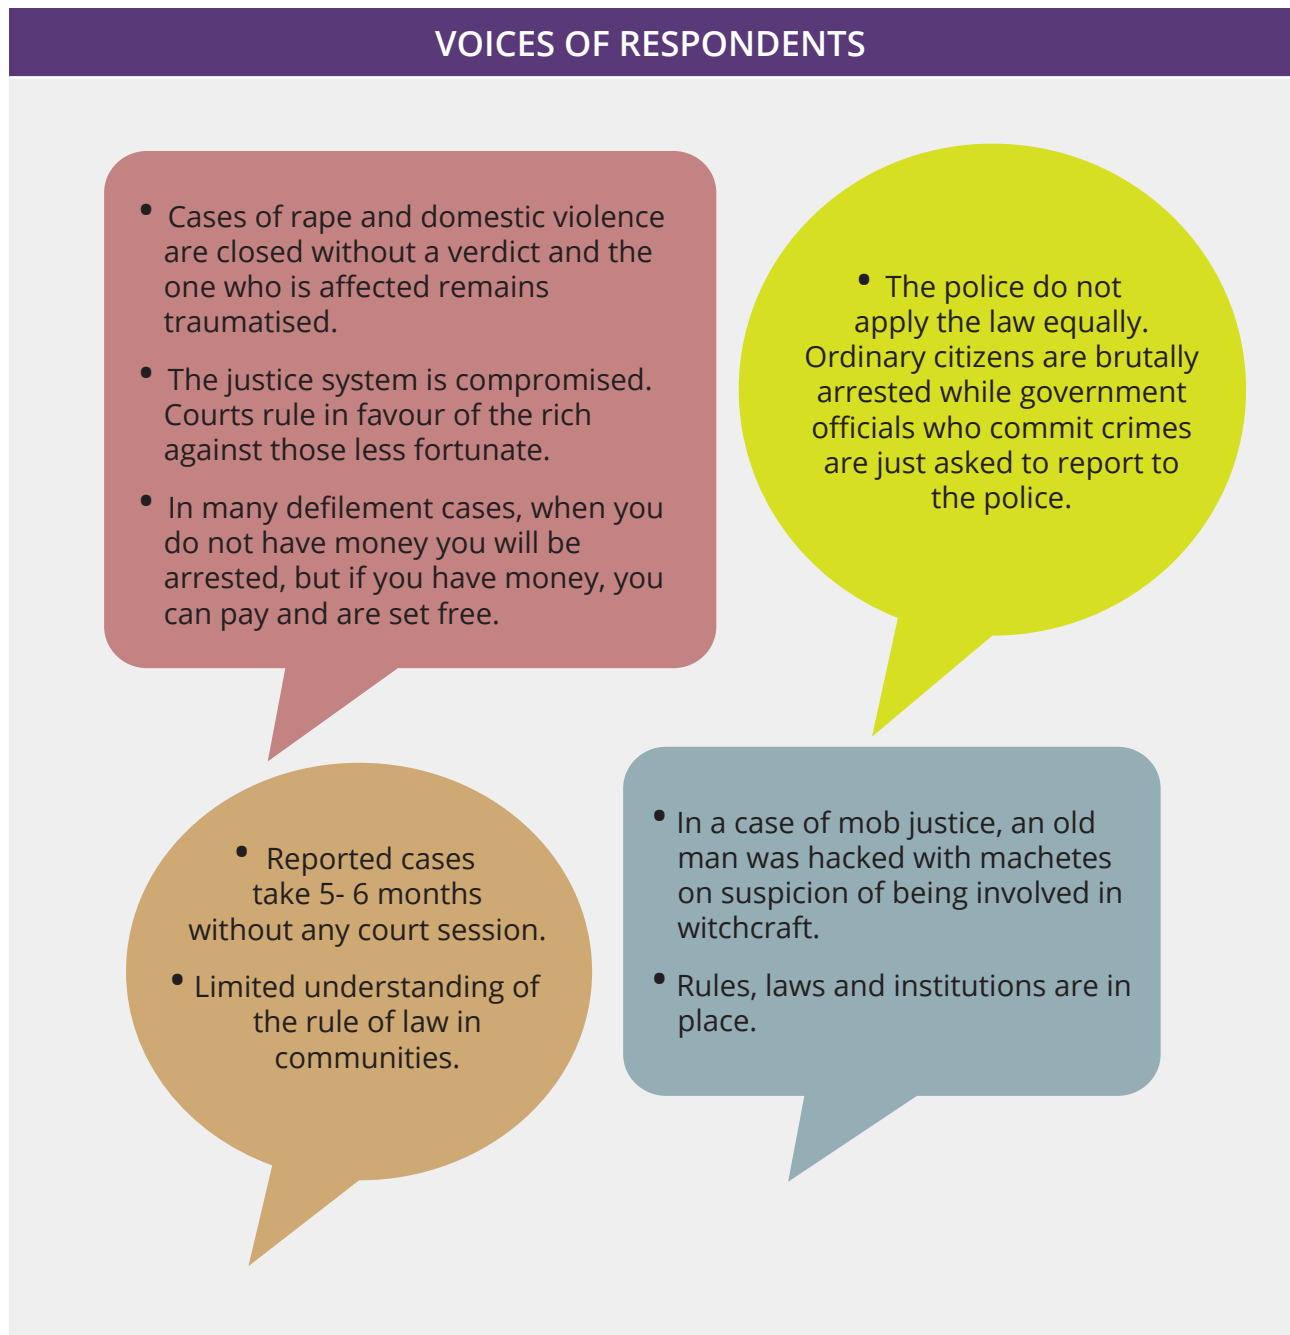 VOICES OF RESPONDENTS
• Cases of rape and domestic violence
are closed without a verdict and the
one who is affected remains
traumatised.
• The justice system is compromised.
Courts rule in favour of the rich
against those less fortunate.
• In many defilement cases, when you
do not have money you will be
arrested, but if you have money, you
can pay and are set free.
• The police do not
apply the law equally.
Ordinary citizens are brutally
arrested while government
officials who commit crimes
are just asked to report to
the police.
• Reported cases
take 5- 6 months
without any court session.
• Limited understanding of
the rule of law in
communities.
• In a case of mob justice, an old
man was hacked with machetes
on suspicion of being involved in
witchcraft.
• Rules, laws and institutions are in
place.